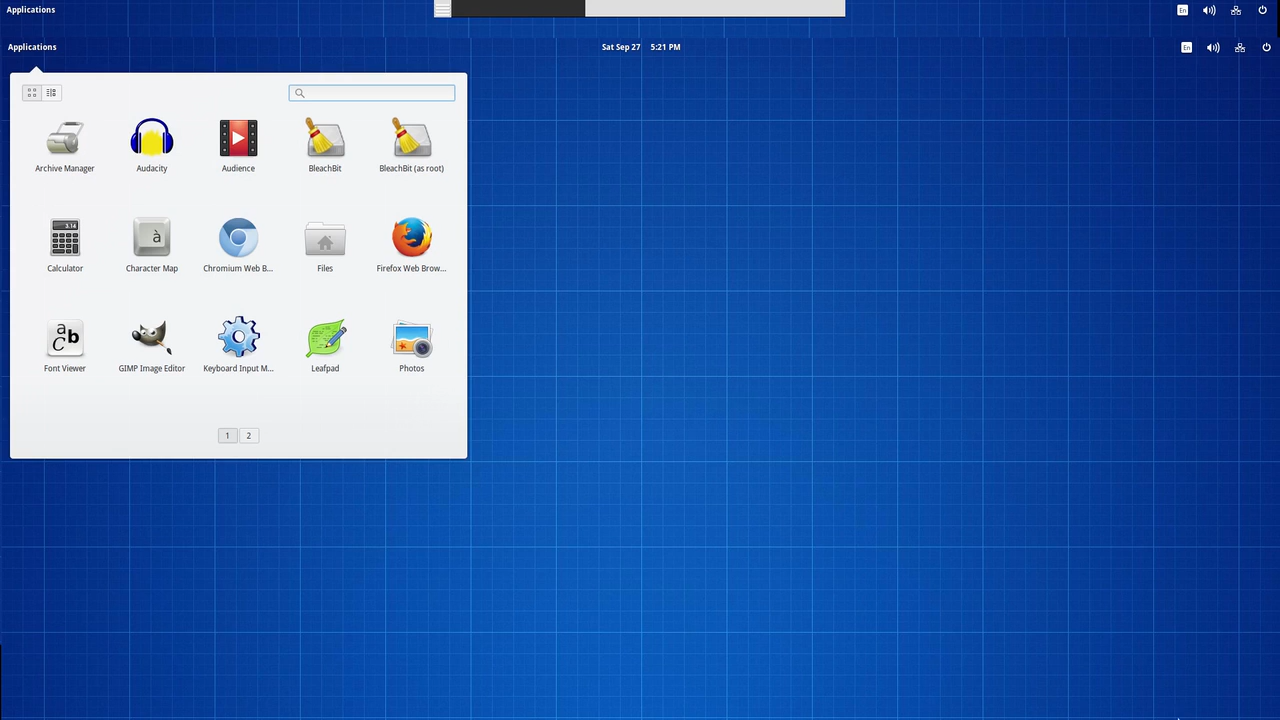 Applications
En
Applications
Sat Sep 27 5:21 PM
En
Archive Manager
Audacity
Audience
BleachBit
BleachBit (as root)
3.14
à
Calculator
Character Map
Chromium Web B...
Files
Firefox Web Brow...
a b C
Font Viewer
GIMP Image Editor
Keyboard Input M...
Leafpad
Photos
1 2